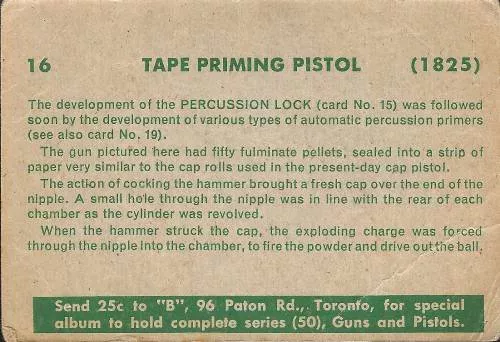 16 TAPE PRIMING PISTOL (1825)
The development of the PERCUSSION LOCK (card No. 15) was followed
soon by the development of various types of automatic percussion primers
(see also card No. 19).
The gun pictured here had fifty fulminate pellets, sealed into a strip of
paper very similar to the cap rolls used in the present-day cap pistol.
The action of cocking the hammer brought a fresh cap over the end of the
nipple. A small hole through the nipple was in line with the rear of each
chamber as the cylinder was revolved.
When the hammer struck the cap, the exploding charge was forced
through the nipple into the chamber, to fire the powder and drive out the ball.
Send 25c to "B", 96 Paton Rd., Toronto, for special
album to hold complete series (50), Guns and Pistols.